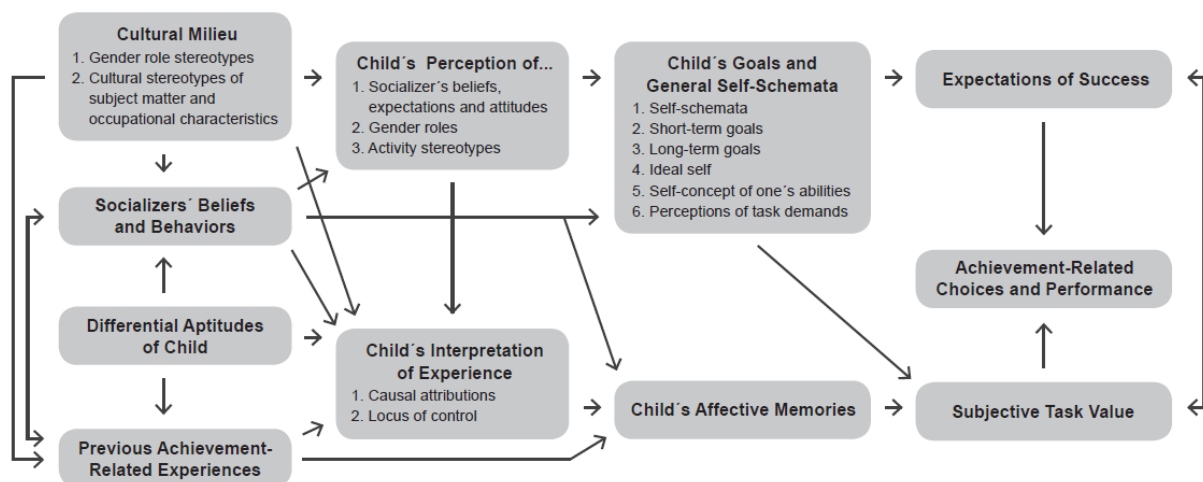 Cultural Milieu
1. Gender role stereotypes
2. Cultural stereotypes of
subject matter and
occupational characteristics
Socializers´ Beliefs
and Behaviors
Differential Aptitudes
of Child
Previous Achievement-
Related Experiences
Child´s Perception of...
1. Socializer´s beliefs,
expectations and attitudes
2. Gender roles
3. Activity stereotypes
Child´s Interpretation
of Experience
1. Causal attributions
2. Locus of control
Child´s Goals and
General Self-Schemata
1. Self-schemata
2. Short-term goals
3. Long-term goals
4. Ideal self
5. Self-concept of one´s abilities
6. Perceptions of task demands
Child´s Affective Memories
Expectations of Success
Achievement-Related
Choices and Performance
Subjective Task Value